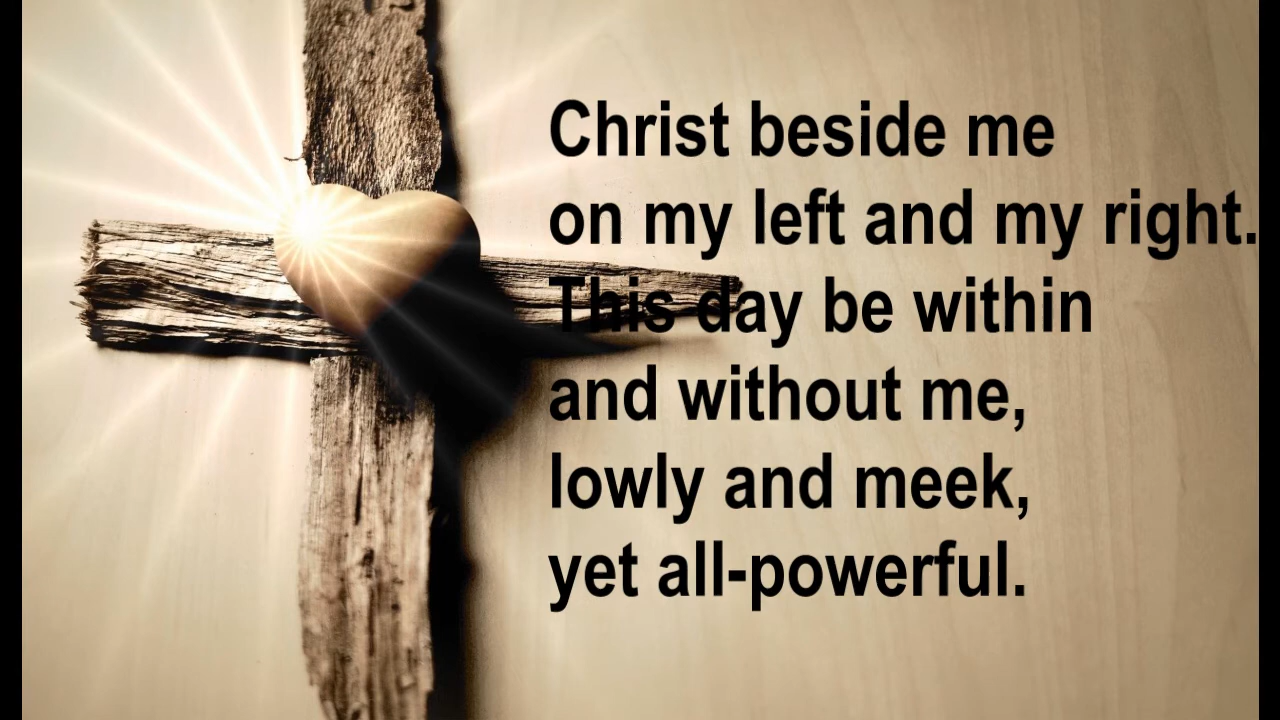 Christ beside me
on my left and my right.
This day be within
and without me,
lowly and meek,
yet all-powerful.